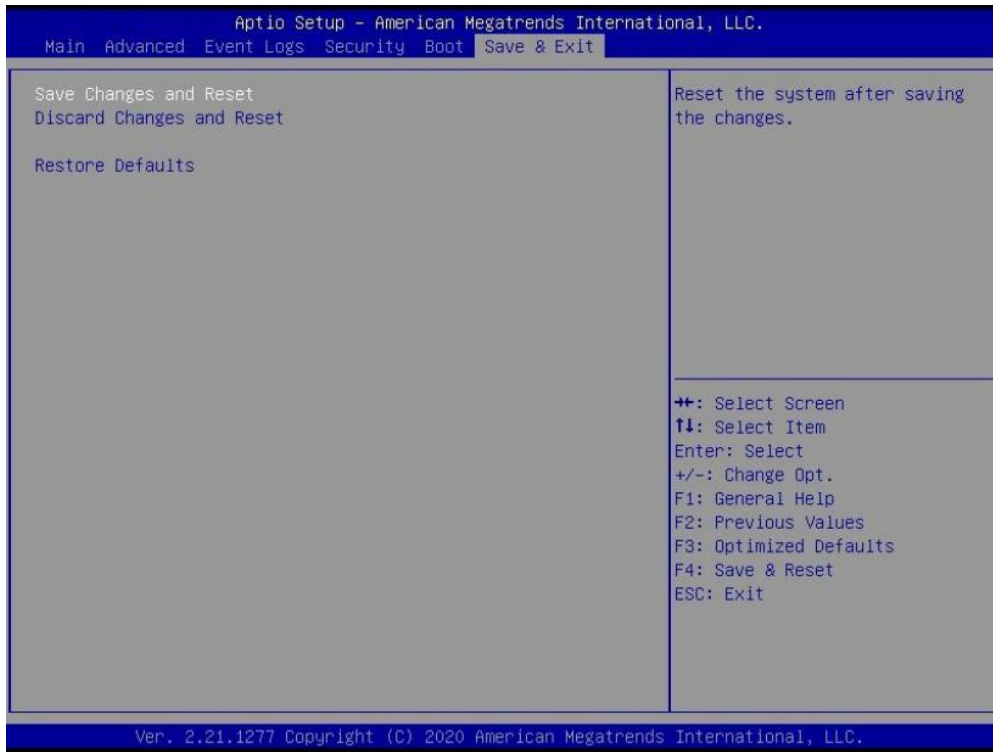 Aptio Setup – American Megatrends International, LLC.
Main Advanced Event Logs Security Boot Save & Exit
Save Changes and Reset
Discard Changes and Reset
Restore Defaults
Reset the system after saving
the changes.
→←: Select Screen
↑↓: Select Item
Enter: Select
+/-: Change Opt.
F1: General Help
F2: Previous Values
F3: Optimized Defaults
F4: Save & Reset
ESC: Exit
Ver. 2.21.1277 Copyright (C) 2020 American Megatrends International, LLC.